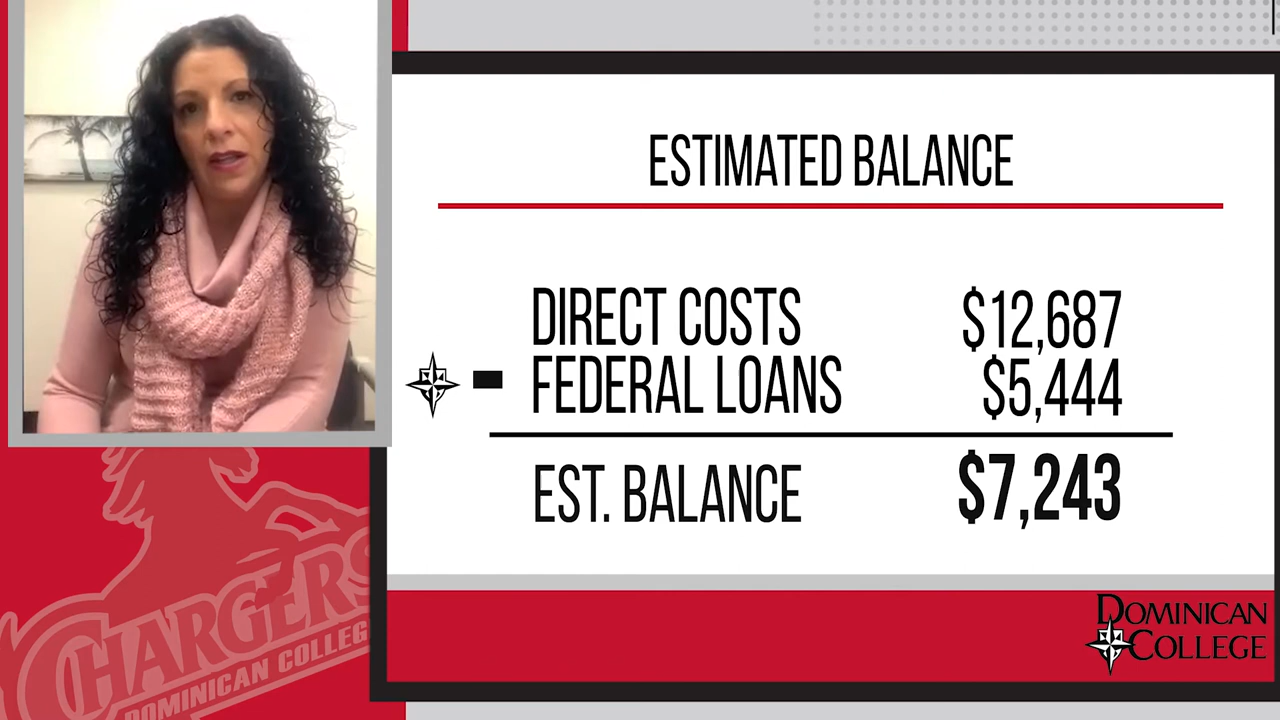 ESTIMATED BALANCE
DIRECT COSTS $12,687
- FEDERAL LOANS $5,444
EST. BALANCE $7,243
CHARGERS
DOMINICAN COLLEGE
DOMINICAN
COLLEGE